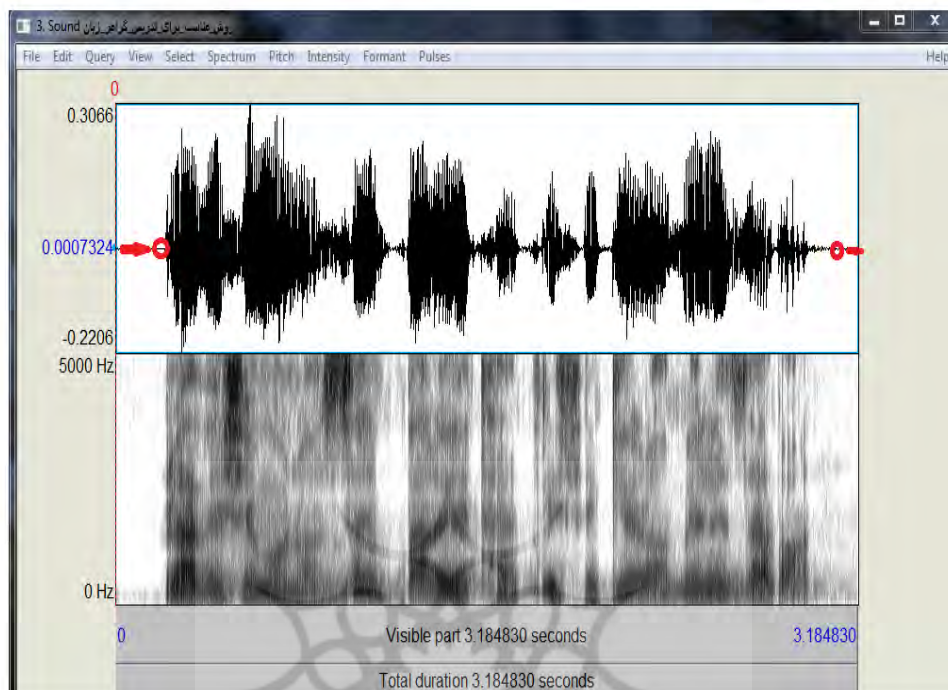 3. Sound روش_مناسب_برای_تدریس_گرامر_زبان
File Edit Query View Select Spectrum Pitch Intensity Formant Pulses Help
0
0.3066
0.0007324
-0.2206
5000 Hz
0 Hz
0 Visible part 3.184830 seconds 3.184830
Total duration 3.184830 seconds